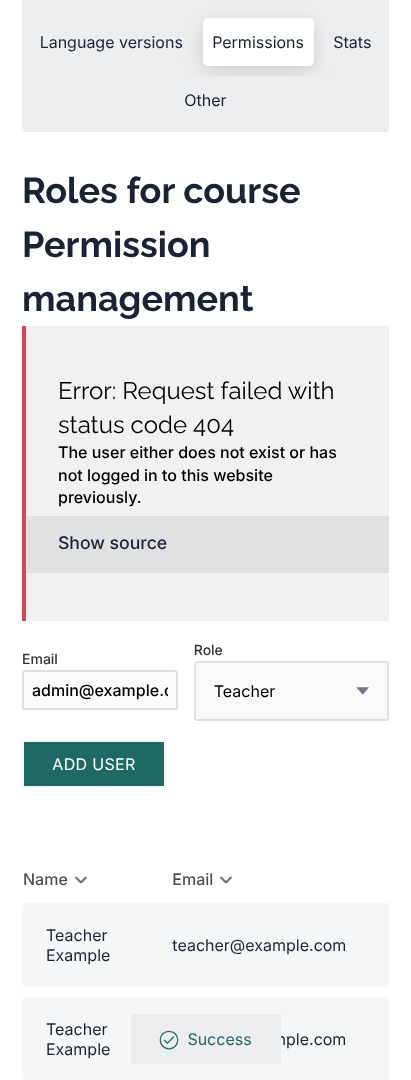 Language versions Permissions Stats
Other
Roles for course
Permission
management
Error: Request failed with
status code 404
The user either does not exist or has
not logged in to this website
previously.
Show source
Email
Role
admin@example.c
Teacher
ADD USER
Name Email
Teacher
Example
teacher@example.com
Teacher
Example
Success
mple.com